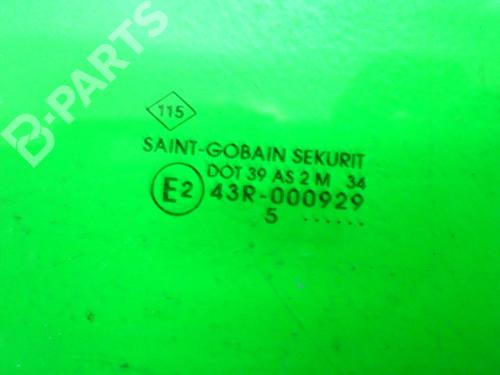 B-PARTS
115
SAINT-GOBAIN SEKURIT
DOT 39 AS 2 M 34
E2 43R-000929
5 ......